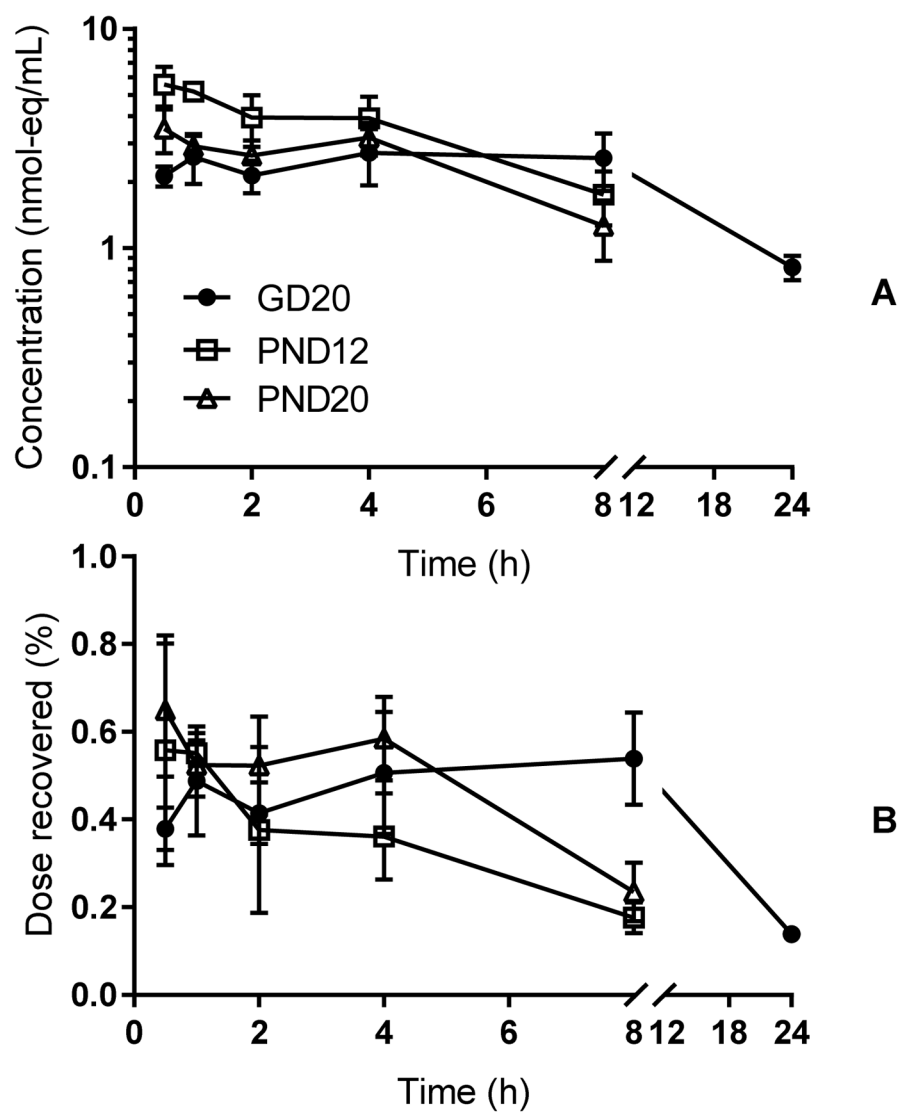 Concentration (nmol-eq/mL)
10
1
0.1
GD20
PND12
PND20
A
0 2 4 6 8 12 18 24
Time (h)
Dose recovered (%)
1.0
0.8
0.6
0.4
0.2
0.0
B
0 2 4 6 8 12 18 24
Time (h)